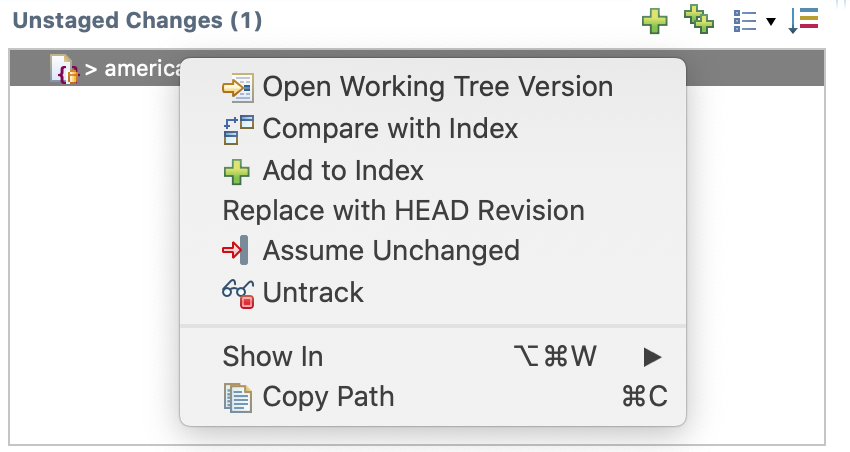 Unstaged Changes (1)
> america
Open Working Tree Version
Compare with Index
Add to Index
Replace with HEAD Revision
Assume Unchanged
Untrack
Show In ⌥⌘W ▶
Copy Path ⌘C